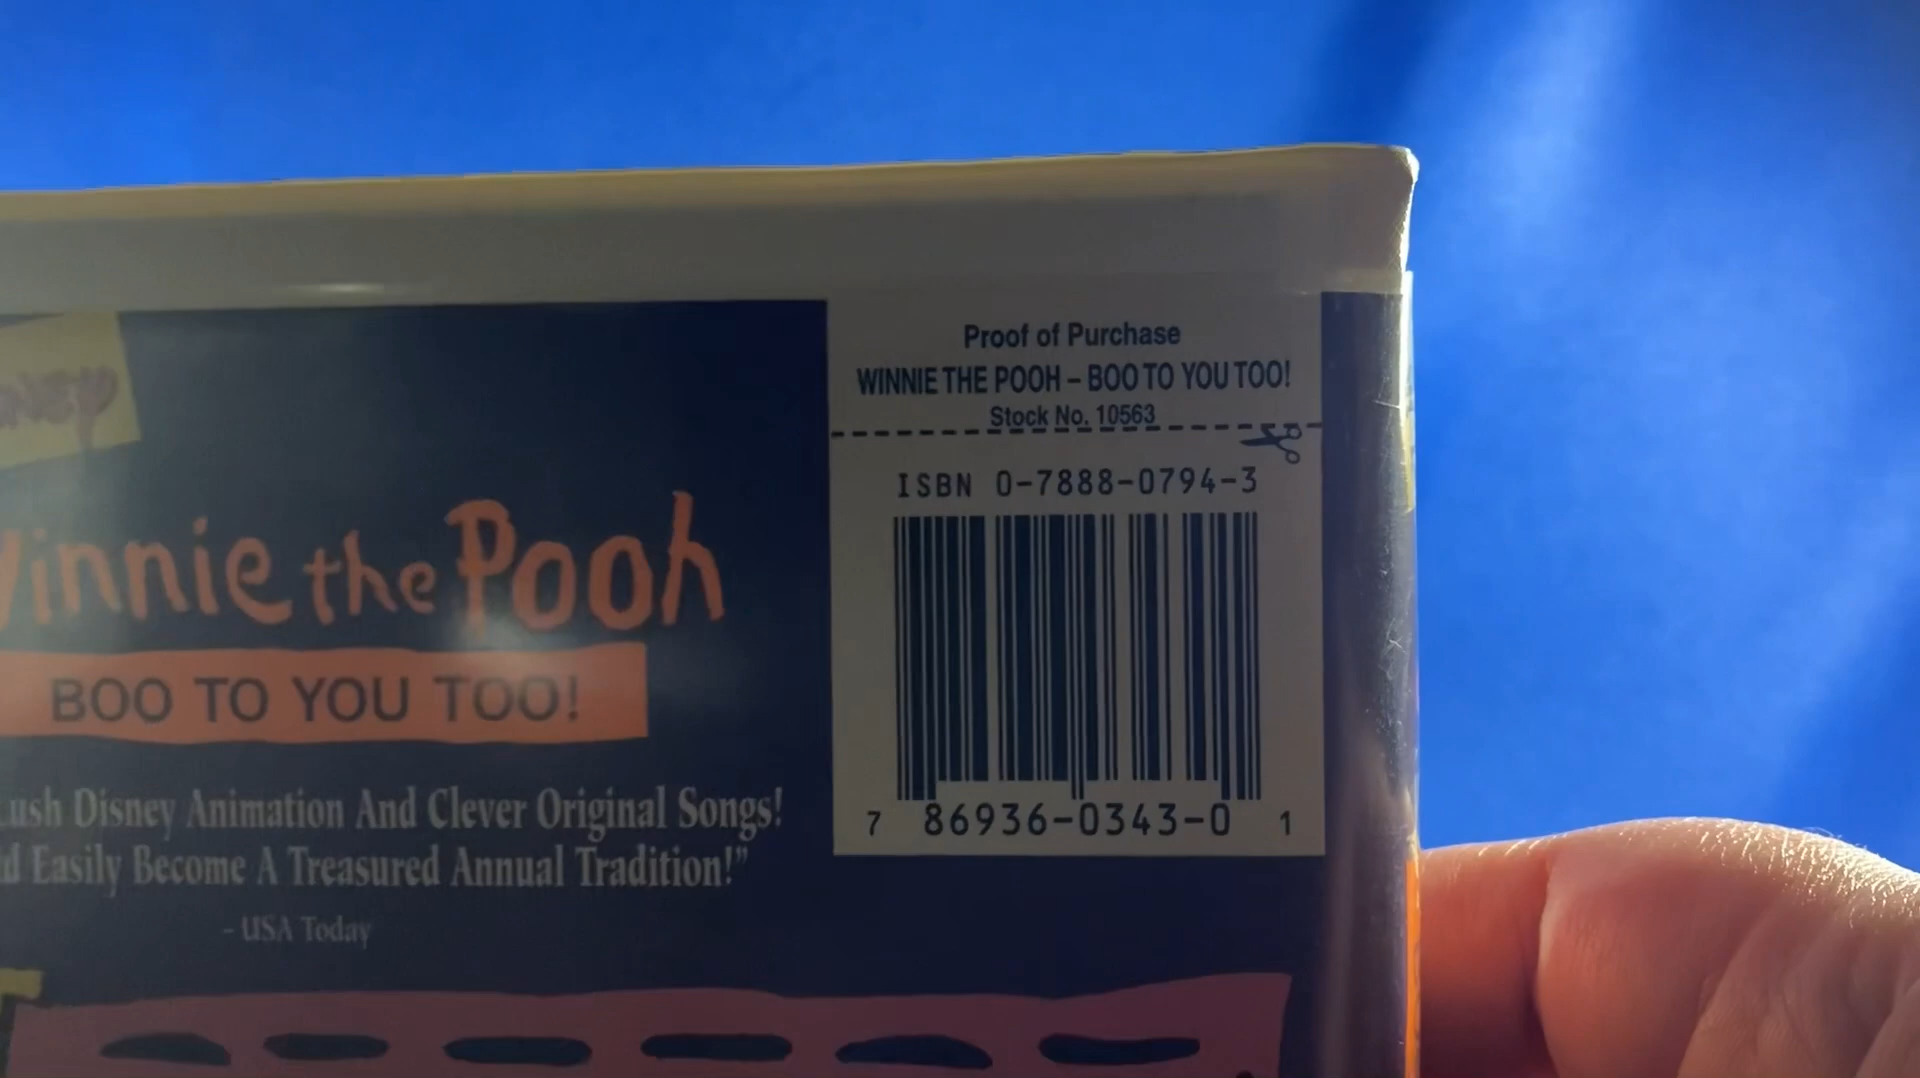 Proof of Purchase
WINNIE THE POOH – BOO TO YOU TOO!
Stock No. 10563
ISBN 0-7888-0794-3
7 86936-0343-0 1
Winnie the Pooh
BOO TO YOU TOO!
Lush Disney Animation And Clever Original Songs!
Easily Become A Treasured Annual Tradition!”
– USA Today